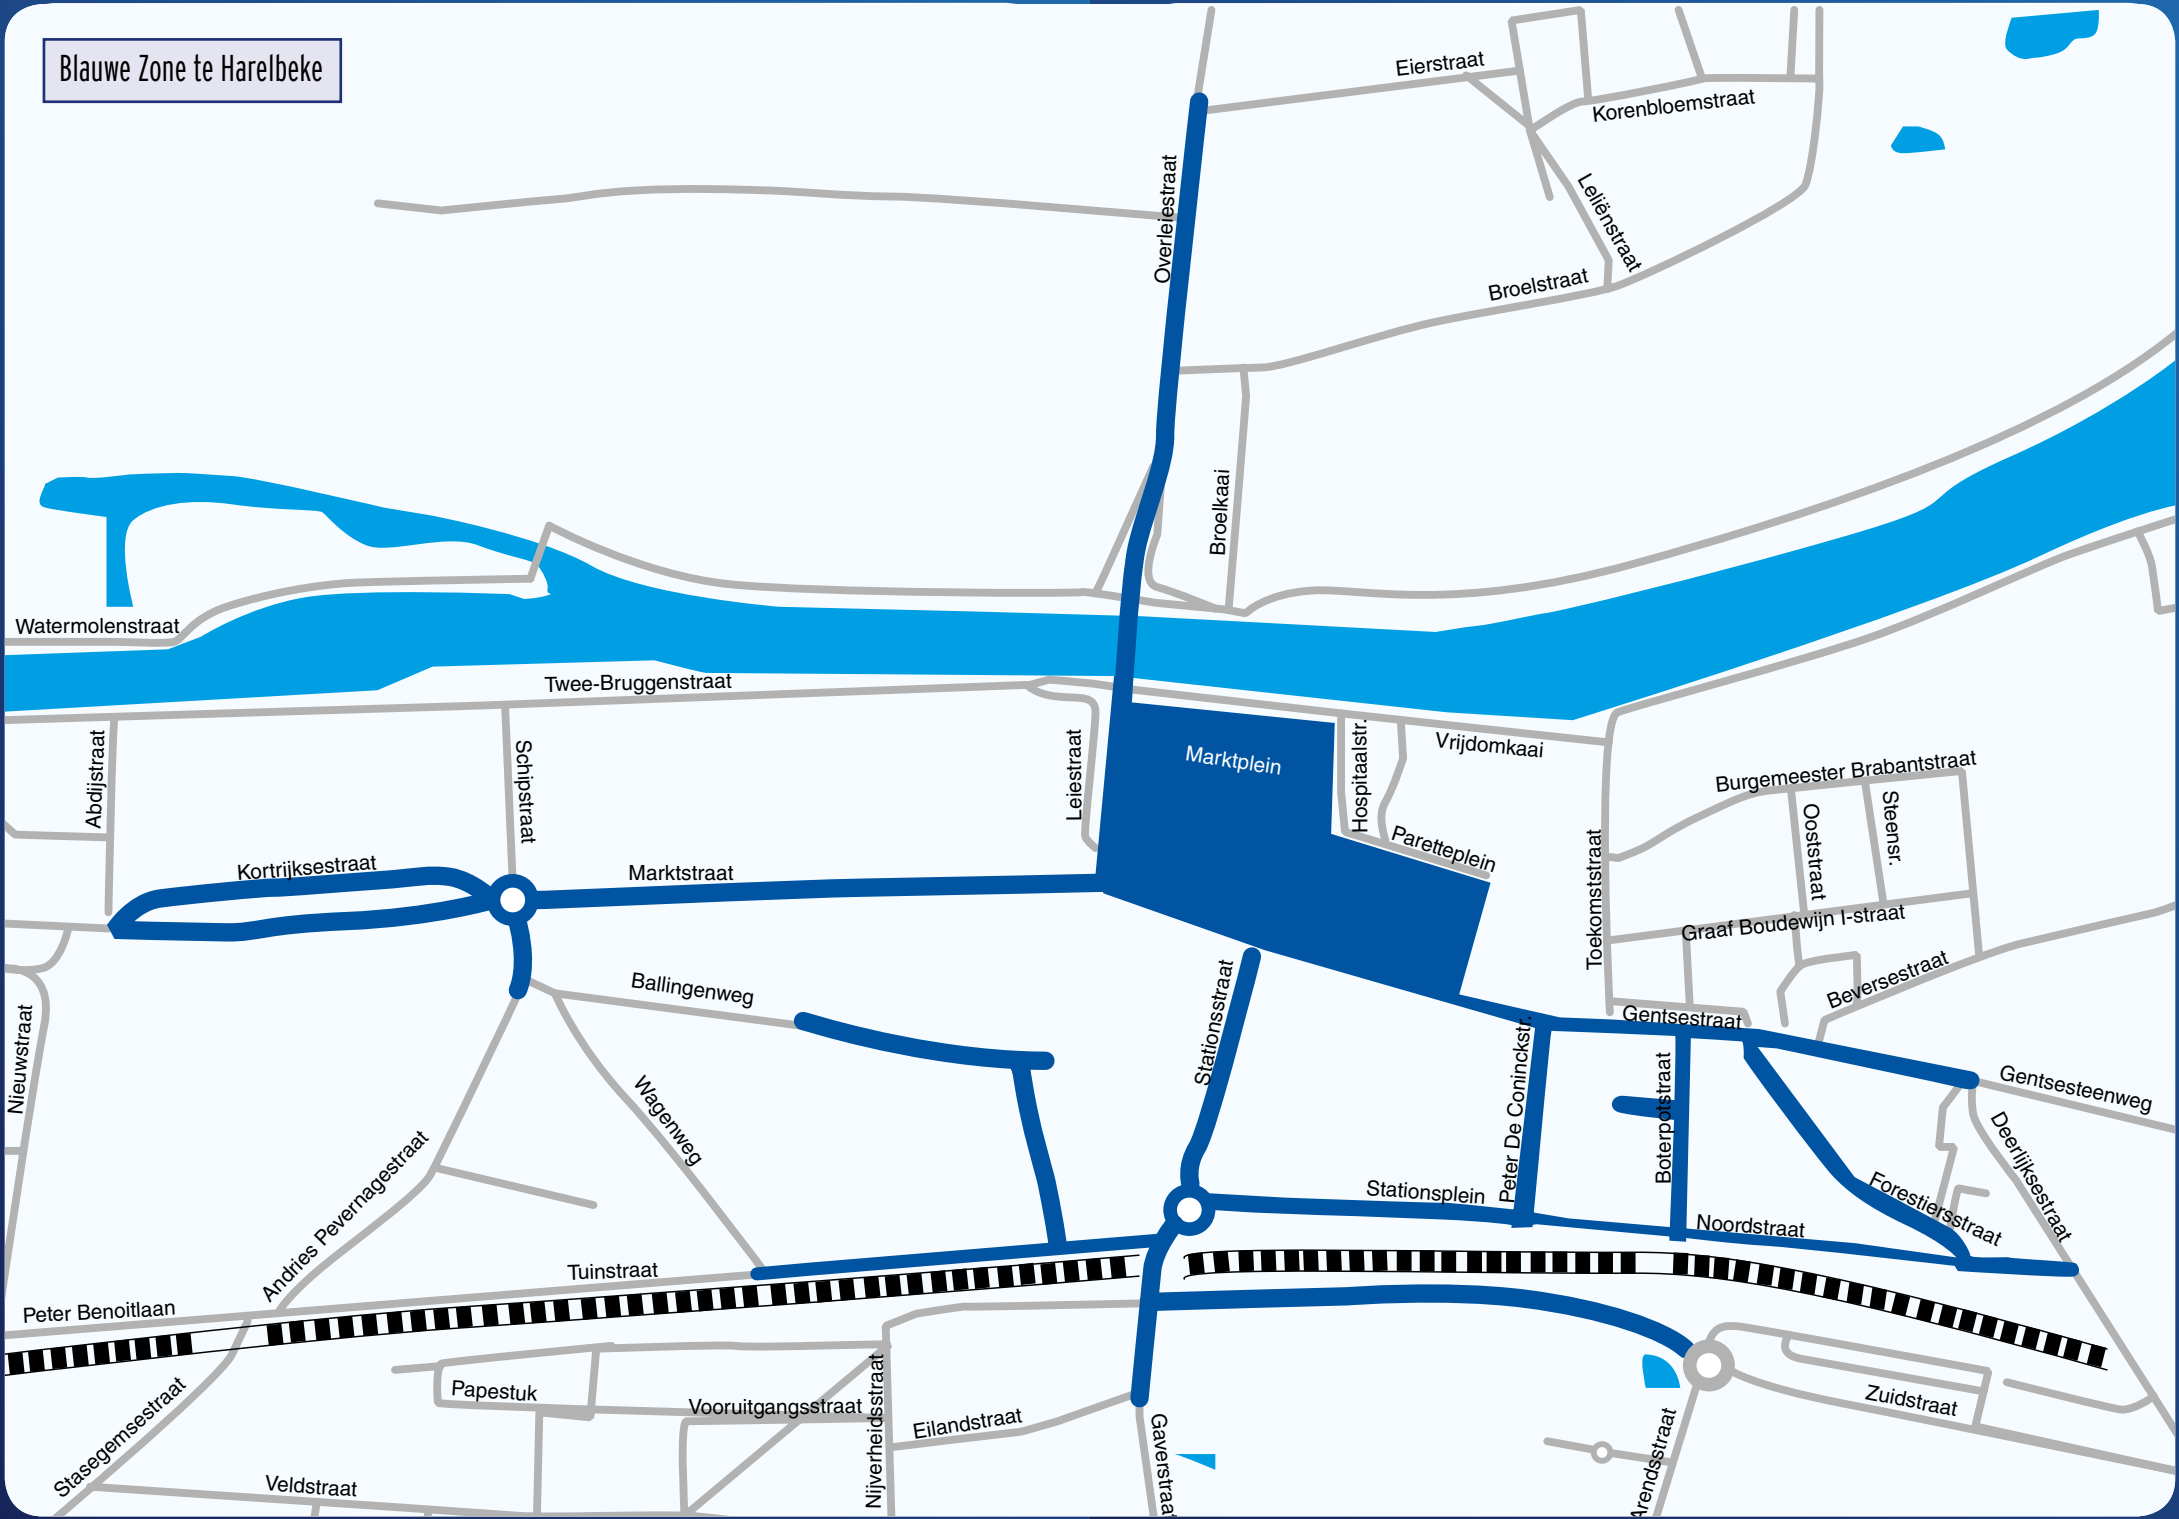 Blauwe Zone te Harelbeke
Eierstraat
Korenbloemstraat
Overleiestraat
Leliënstraat
Broelstraat
Broelkaai
Watermolenstraat
Twee-Bruggenstraat
Abdijstraat
Schipstraat
Leiestraat
Marktplein
Hospitaalstr.
Vrijdomkaai
Paretteplein
Burgemeester Brabantstraat
Ooststraat
Steensr.
Toekomststraat
Graaf Boudewijn I-straat
Kortrijksestraat
Marktstraat
Beversestraat
Ballingenweg
Stationsstraat
Gentsestraat
Nieuwstraat
Wagenweg
Peter De Coninckstr.
Boterpotstraat
Gentsesteenweg
Deerlijksestraat
Andries Pevernagestraat
Stationsplein
Noordstraat
Forestiersstraat
Tuinstraat
Peter Benoitlaan
Papestuk
Vooruitgangsstraat
Nijverheidsstraat
Eilandstraat
Gaverstraat
Zuidstraat
Arendsstraat
Stasegemsestraat
Veldstraat